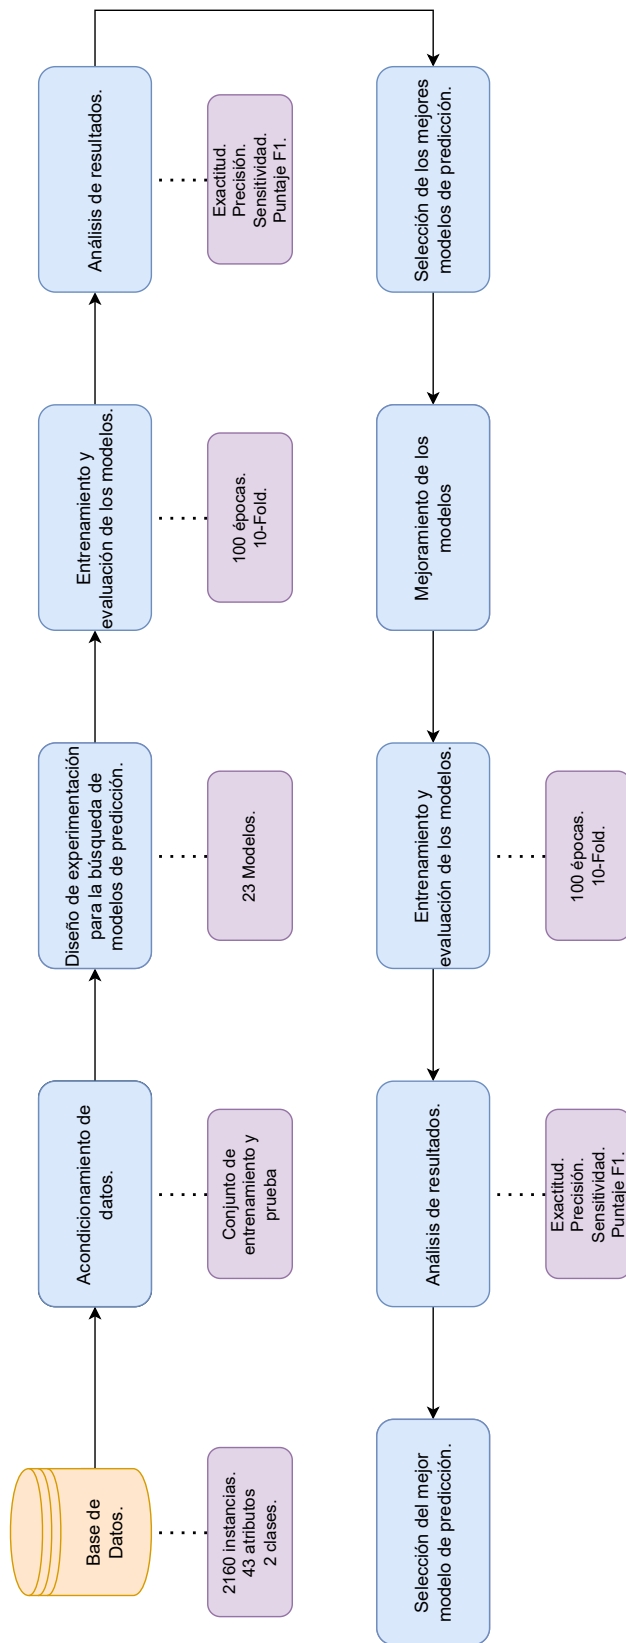 Base de
Datos.
2160 instancias.
43 atributos
2 clases.
Acondicionamiento de
datos.
Conjunto de
entrenamiento y
prueba
Diseño de experimentación
para la búsqueda de
modelos de predicción.
23 Modelos.
Entrenamiento y
evaluación de los modelos.
100 épocas.
10-Fold.
Análisis de resultados.
Exactitud.
Precisión.
Sensitividad.
Puntaje F1.
Selección de los mejores
modelos de predicción.
Mejoramiento de los
modelos
Entrenamiento y
evaluación de los modelos.
100 épocas.
10-Fold.
Análisis de resultados.
Exactitud.
Precisión.
Sensitividad.
Puntaje F1.
Selección del mejor
modelo de predicción.